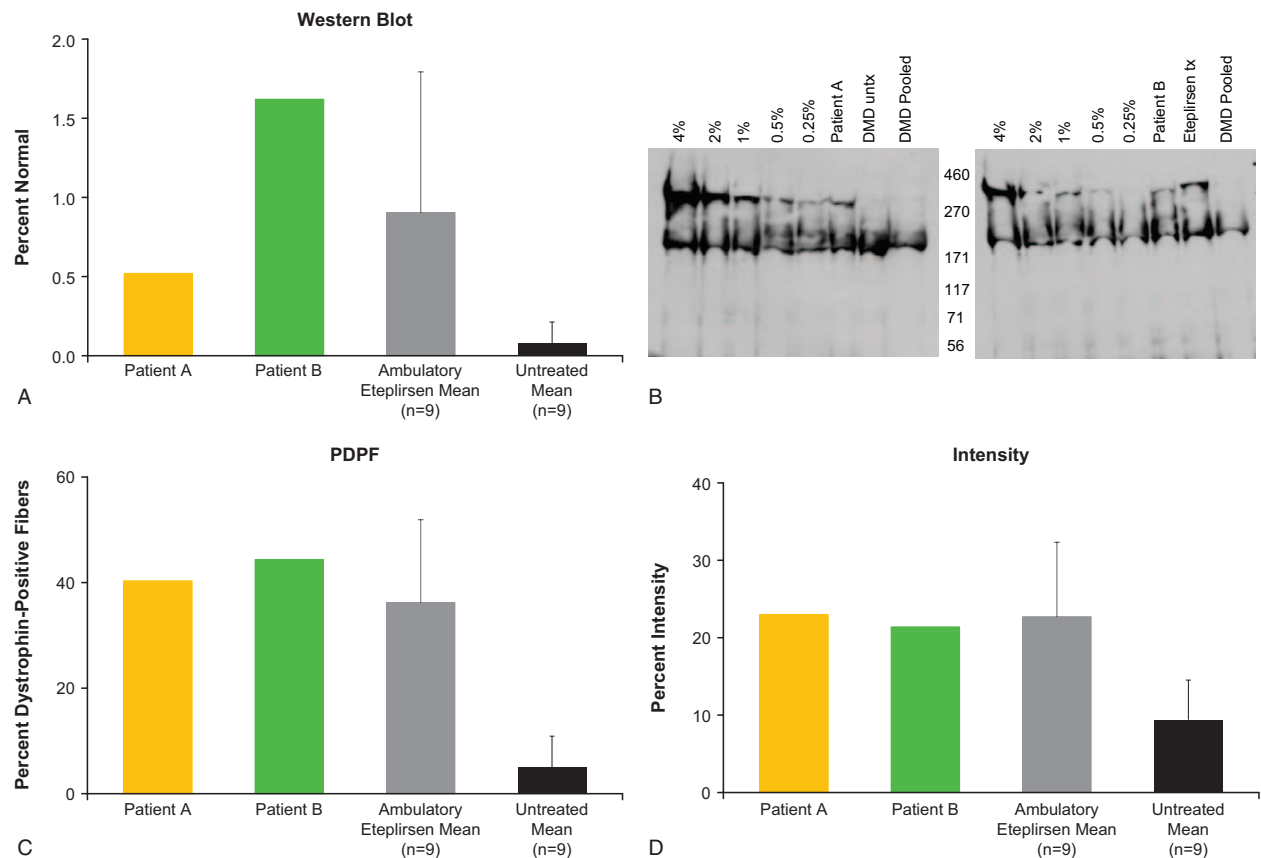 Western Blot
Percent Normal
2.0
1.5
1.0
0.5
0.0
Patient A
Patient B
Ambulatory
Eteplirsen Mean
(n=9)
Untreated
Mean
(n=9)
A
4%
2%
1%
0.5%
0.25%
Patient A
DMD untx
DMD Pooled
460
270
171
117
71
56
4%
2%
1%
0.5%
0.25%
Patient B
Eteplirsen tx
DMD Pooled
B
PDPF
Percent Dystrophin-Positive Fibers
60
40
20
0
Patient A
Patient B
Ambulatory
Eteplirsen Mean
(n=9)
Untreated
Mean
(n=9)
C
Intensity
Percent Intensity
40
30
20
10
0
Patient A
Patient B
Ambulatory
Eteplirsen Mean
(n=9)
Untreated
Mean
(n=9)
D